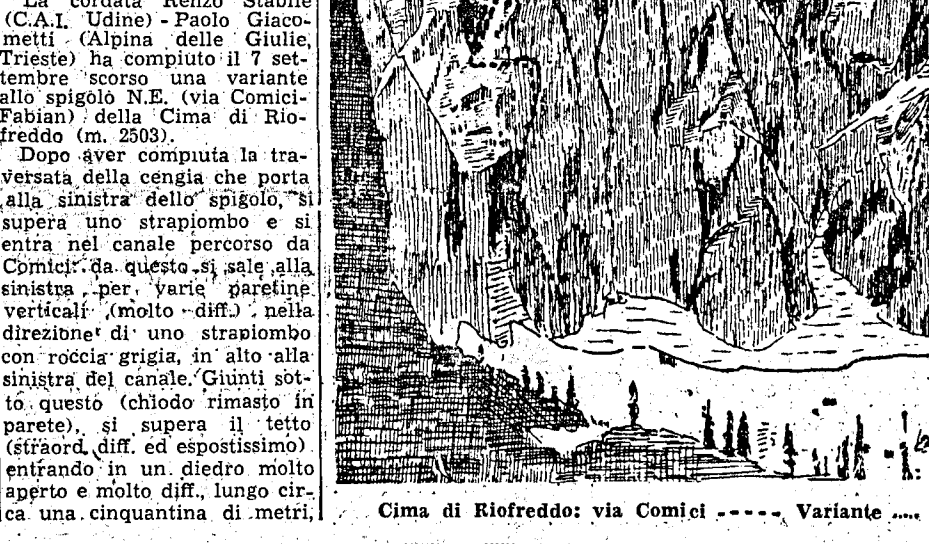 La cordata Renzo Stabile
(C.A.I. Udine) - Paolo Giaco-
metti (Alpina delle Giulie,
Trieste) ha compiuto il 7 set-
tembre scorso una variante
allo spigolo N.E. (via Comici-
Fabian) della Cima di Rio-
freddo (m. 2503).
Dopo aver compiuta la tra-
versata della cengia che porta
alla sinistra dello spigolo, si
supera uno strapiombo e si
entra nel canale percorso da
Comici: da questo si sale alla
sinistra per varie paretine
verticali (molto diff.) nella
direzione di uno strapiombo
con roccia grigia, in alto alla
sinistra del canale. Giunti sot-
to questo (chiodo rimasto in
parete), si supera il tetto
(straord. diff. ed espostissimo)
entrando in un diedro molto
aperto e molto diff., lungo cir-
ca una cinquantina di metri,
Cima di Riofreddo: via Comici -----, Variante .....